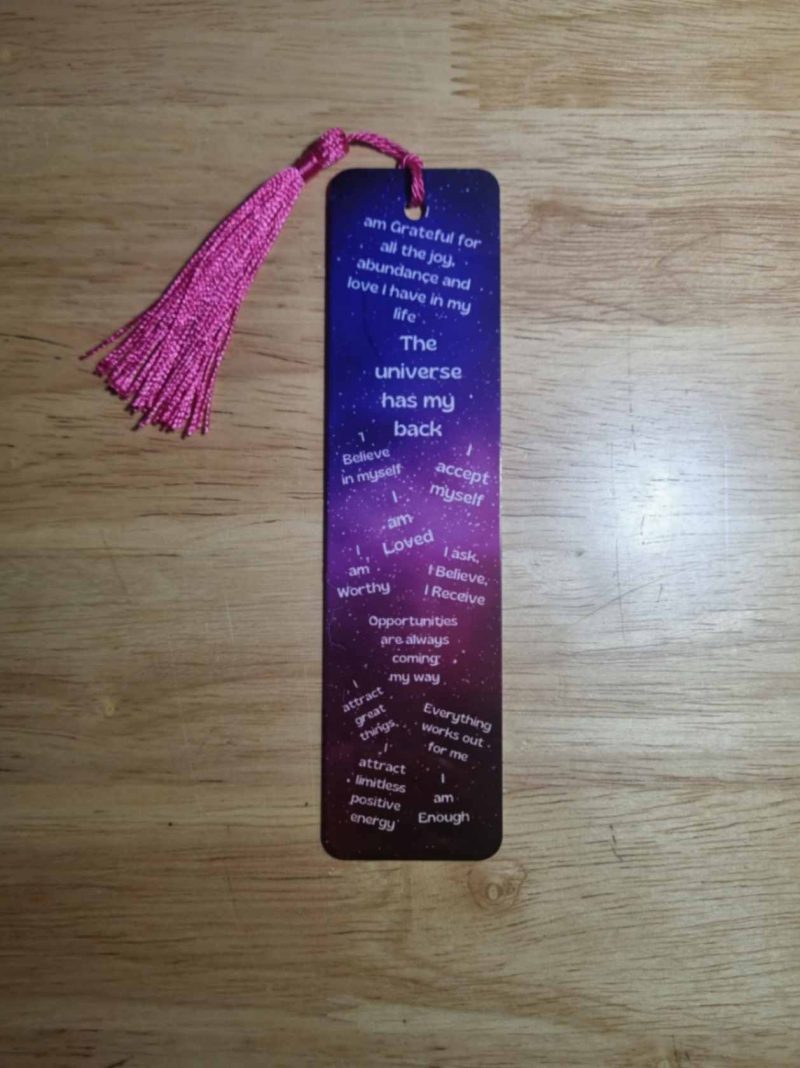 am Grateful for
all the joy,
abundance and
love I have in my
life
The
universe
has my
back
I
Believe
in myself
I
accept
myself
I
am
Loved
I
am
Worthy
I ask,
I Believe,
I Receive
Opportunities
are always
coming
my way
I
attract
great
things
Everything
works out
for me
I
attract
limitless
positive
energy
I
am
Enough